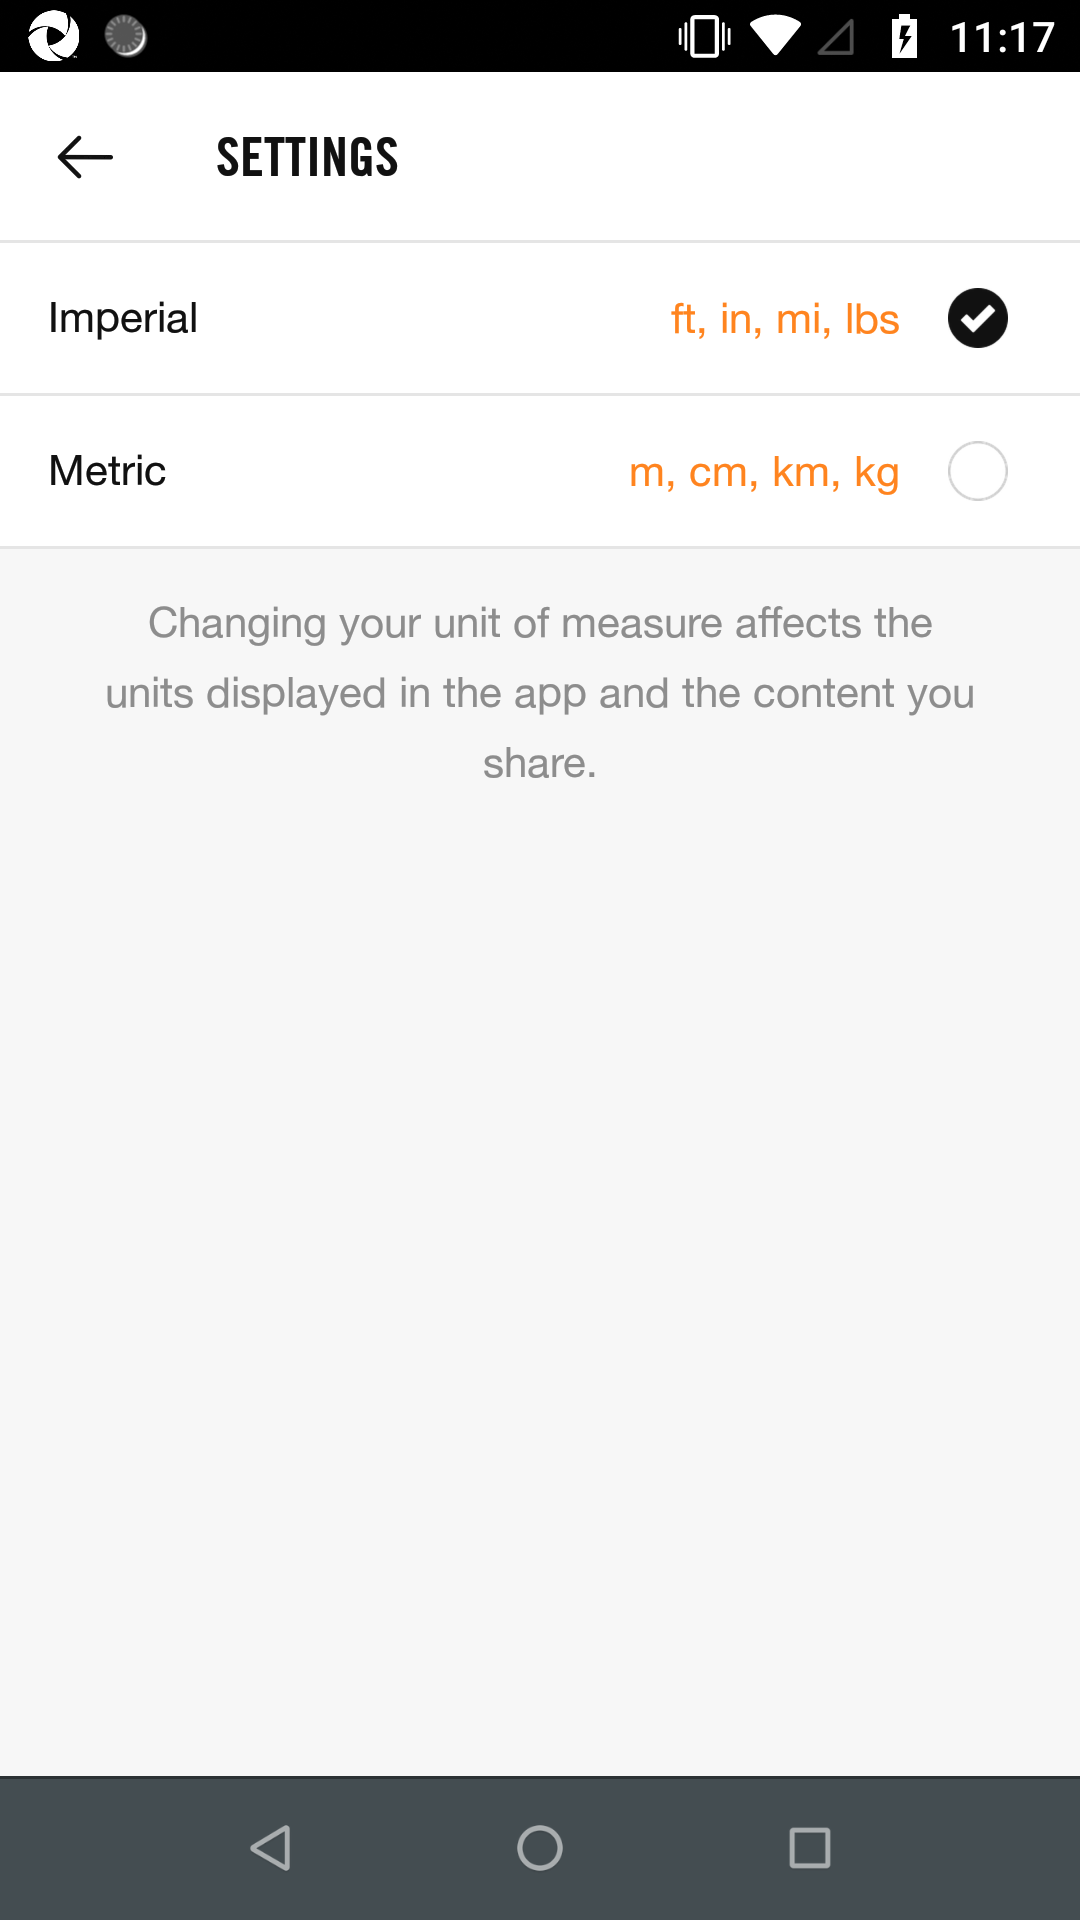 11:17
SETTINGS
Imperial ft, in, mi, lbs
Metric m, cm, km, kg
Changing your unit of measure affects the
units displayed in the app and the content you
share.